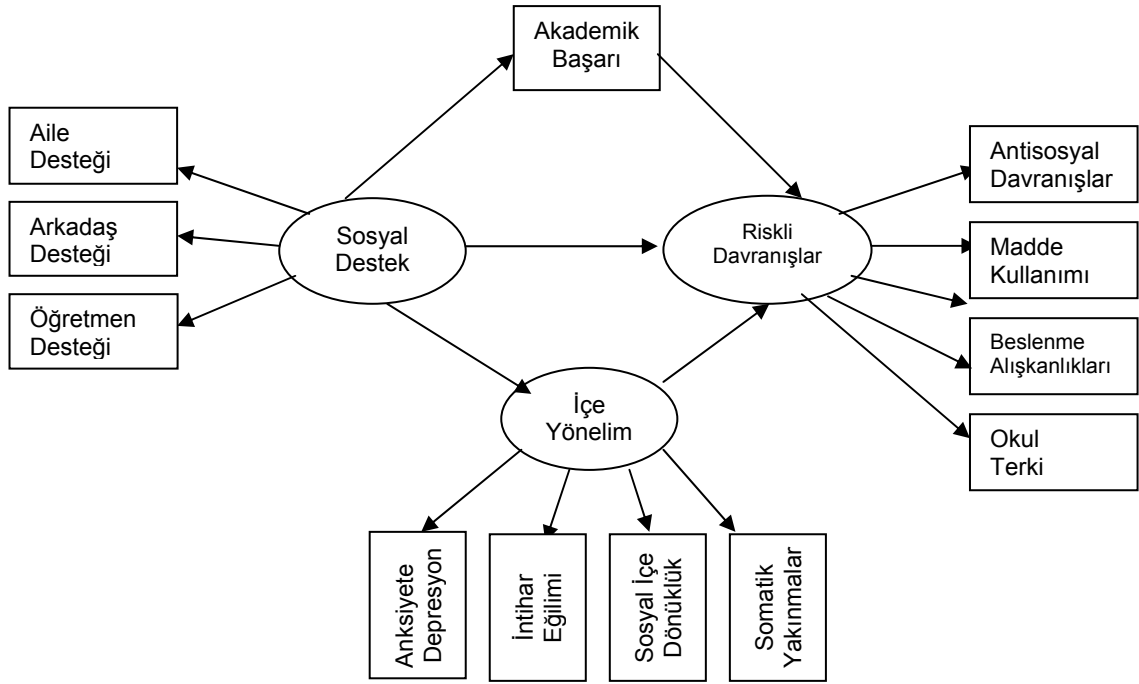 Akademik
Başarı
Aile
Desteği
Arkadaş
Desteği
Öğretmen
Desteği
Sosyal
Destek
Riskli
Davranışlar
Antisosyal
Davranışlar
Madde
Kullanımı
Beslenme
Alışkanlıkları
Okul
Terki
İçe
Yönelim
Anksiyete
Depresyon
İntihar
Eğilimi
Sosyal İçe
Dönüklük
Somatik
Yakınmalar